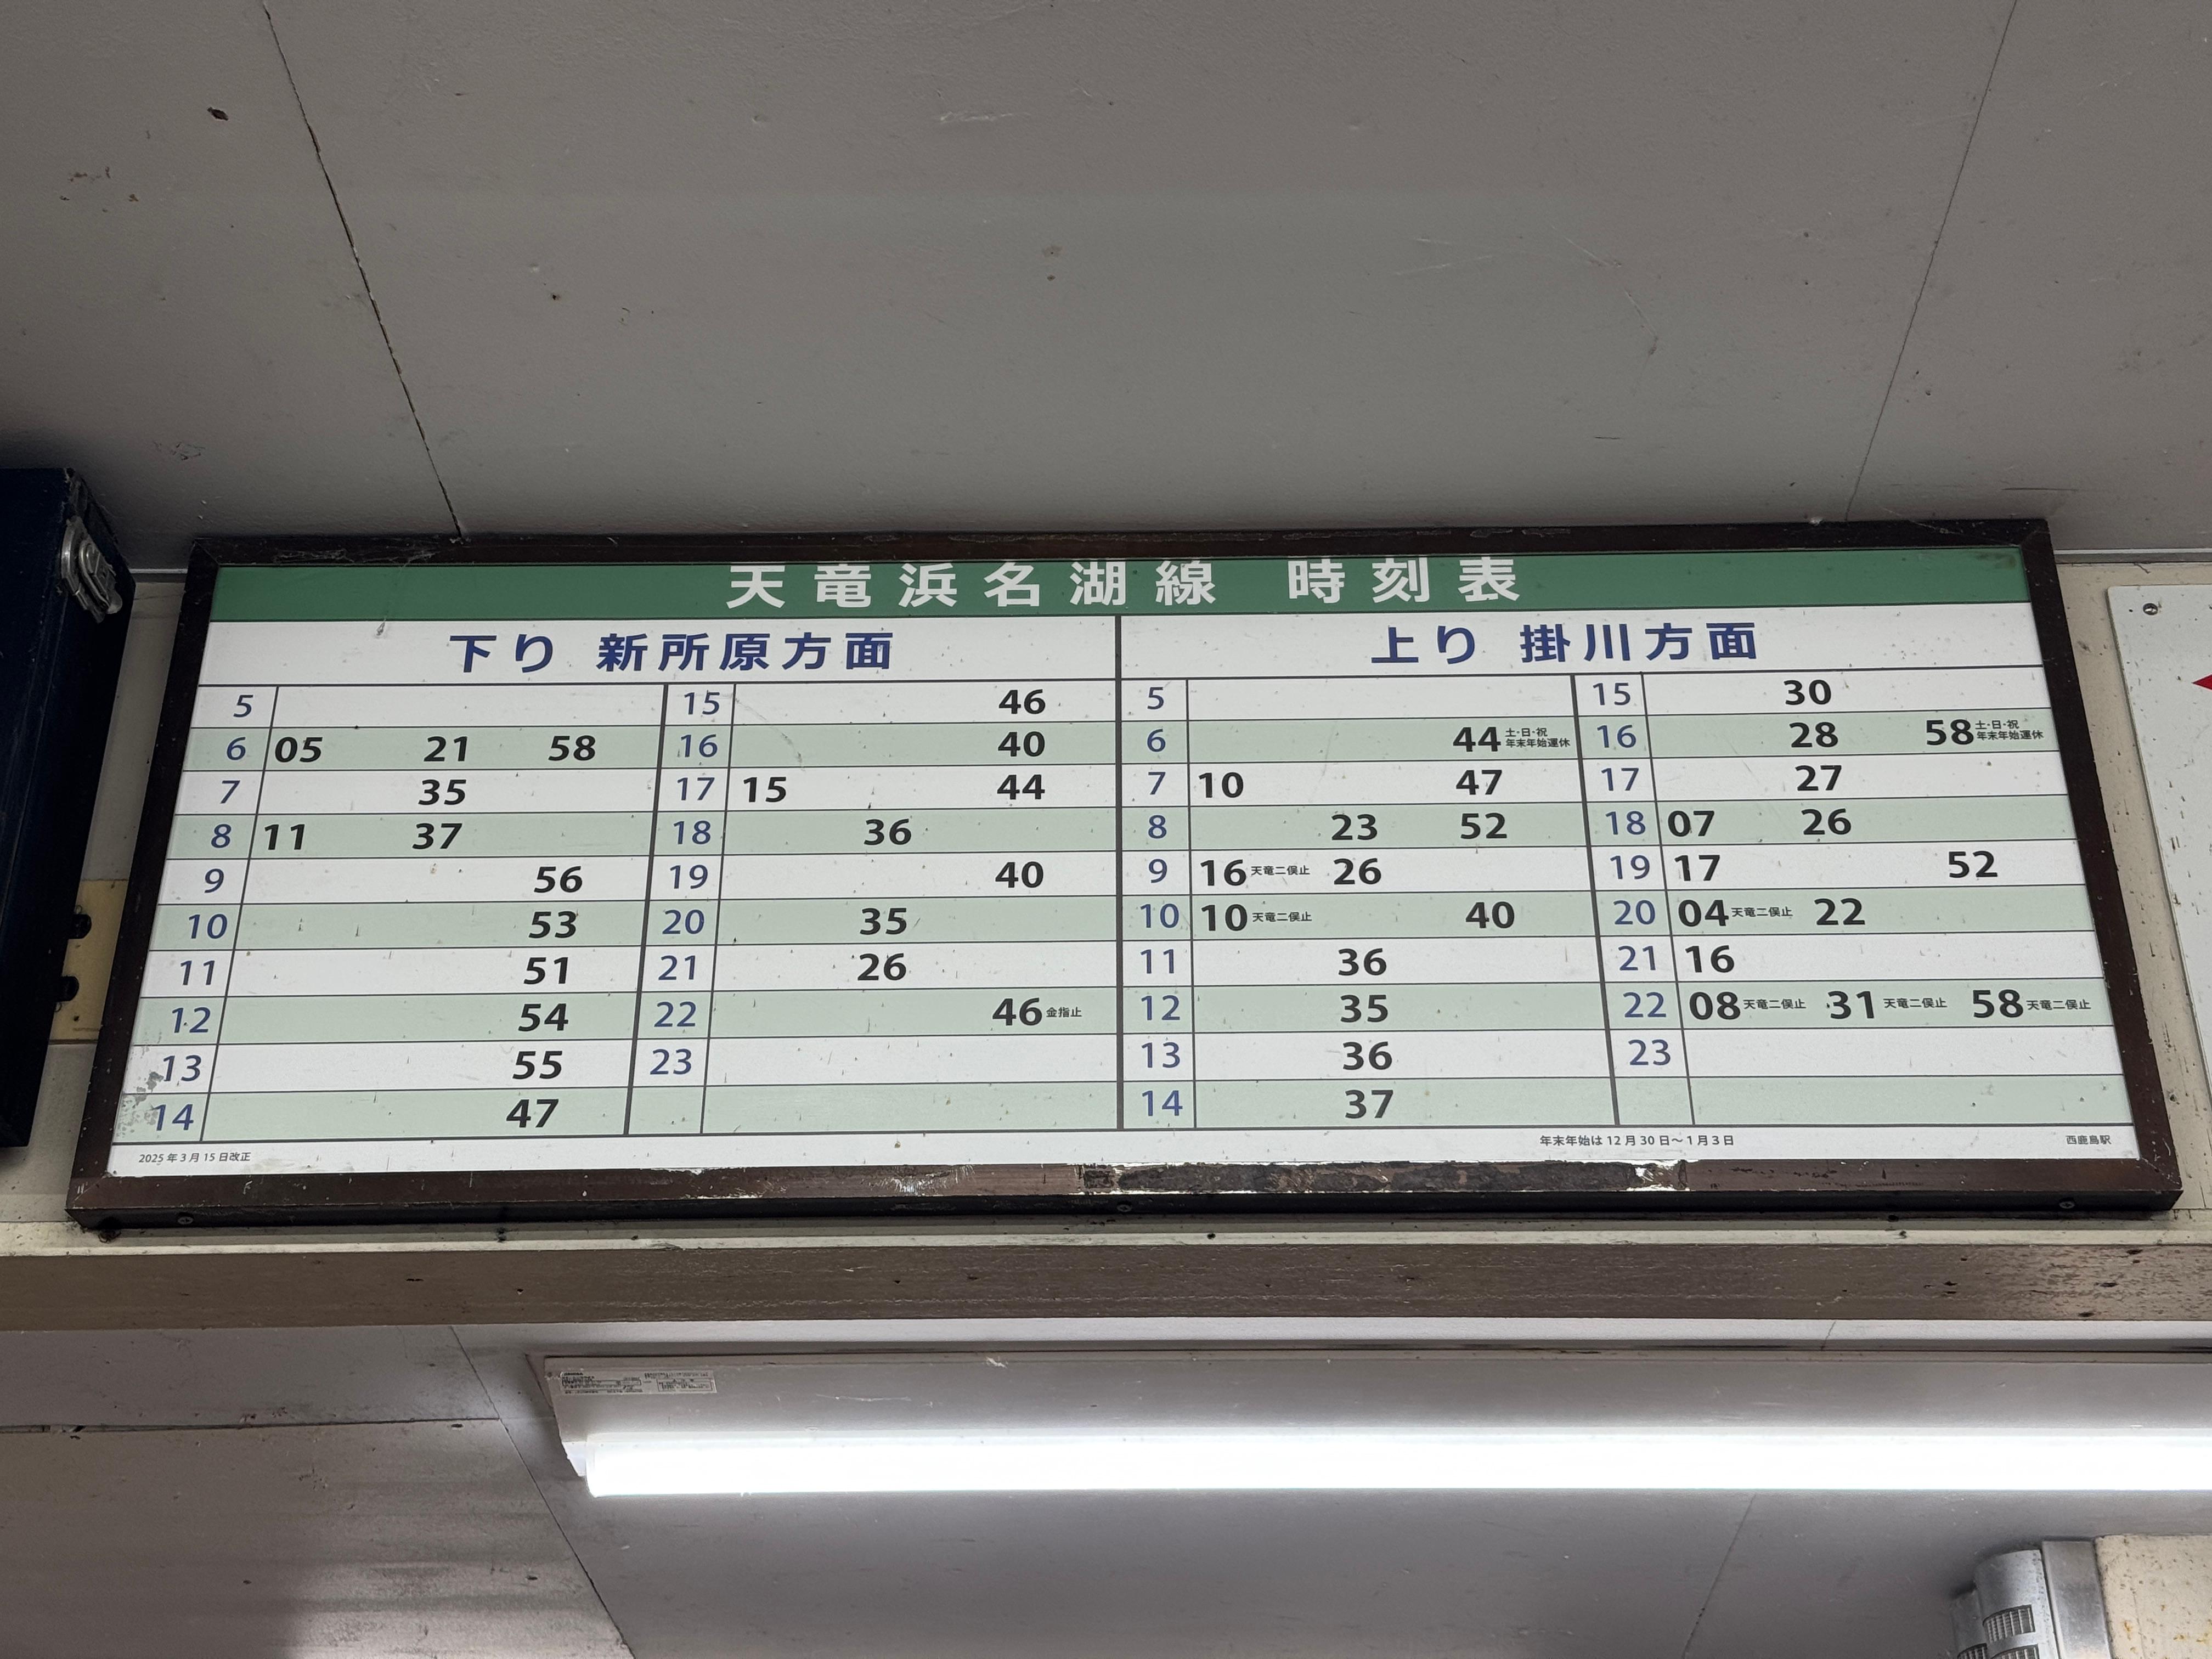 天竜浜名湖線 時刻表
下り 新所原方面
5
6 05 21 58
7 35
8 11 37
9 56
10 53
11 51
12 54
13 55
14 47
15 46
16 40
17 15 44
18 36
19 40
20 35
21 26
22 46 金指止
23
上り 掛川方面
5
6 44 土・日・祝
年末年始運休
7 10 47
8 23 52
9 16 天竜二俣止 26
10 10 天竜二俣止 40
11 36
12 35
13 36
14 37
15 30
16 28 58 土・日・祝
年末年始運休
17 27
18 07 26
19 17 52
20 04 天竜二俣止 22
21 16
22 08 天竜二俣止 31 天竜二俣止 58 天竜二俣止
23
2025年3月15日改正
年末年始は12月30日〜1月3日
西鹿島駅